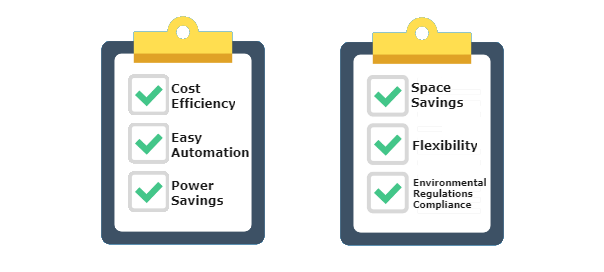 Cost
Efficiency
Easy
Automation
Power
Savings
Space
Savings
Flexibility
Environmental
Regulations
Compliance